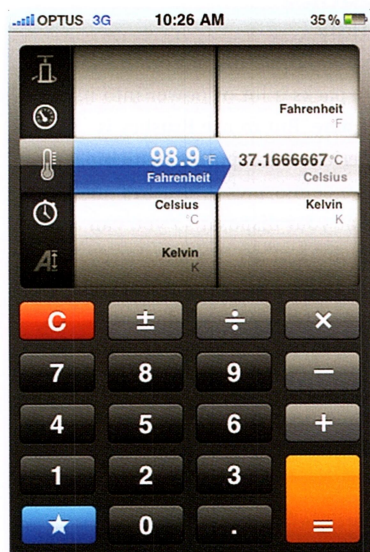 OPTUS 3G 10:26 AM 35%
Fahrenheit
°F
98.9 °F 37.1666667 °C
Fahrenheit Celsius
Celsius Kelvin
°C K
Kelvin
K
C ± ÷ ×
7 8 9 −
4 5 6 +
1 2 3
0 . =